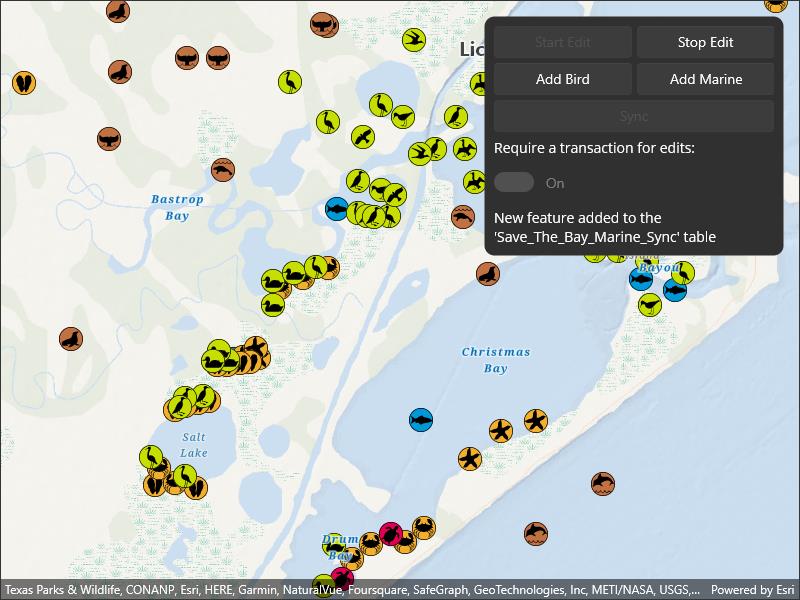 Start Edit
Stop Edit
Add Bird
Add Marine
Sync
Require a transaction for edits:
On
New feature added to the
'Save_The_Bay_Marine_Sync' table
Bastrop
Bay
Bayou
Christmas
Bay
Salt
Lake
Drum
Bay
Texas Parks & Wildlife, CONANP, Esri, HERE, Garmin, NaturalVue, Foursquare, SafeGraph, GeoTechnologies, Inc, METI/NASA, USGS,...
Powered by Esri